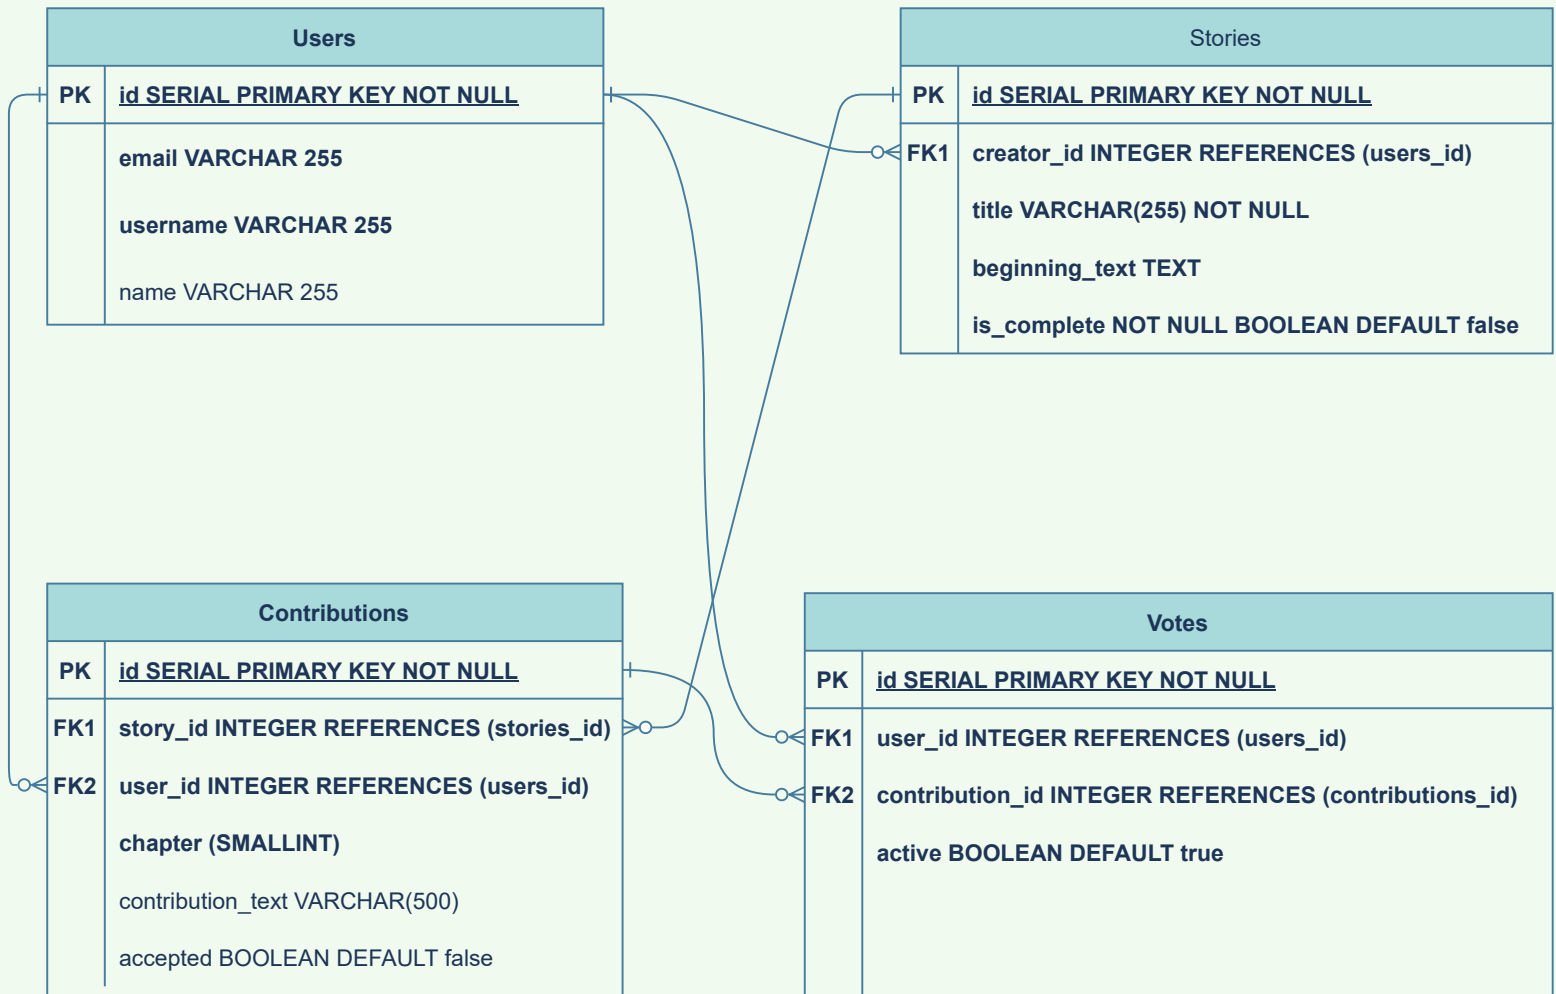 Users
PK id SERIAL PRIMARY KEY NOT NULL
email VARCHAR 255
username VARCHAR 255
name VARCHAR 255
Stories
PK id SERIAL PRIMARY KEY NOT NULL
FK1 creator_id INTEGER REFERENCES (users_id)
title VARCHAR(255) NOT NULL
beginning_text TEXT
is_complete NOT NULL BOOLEAN DEFAULT false
Contributions
PK id SERIAL PRIMARY KEY NOT NULL
FK1 story_id INTEGER REFERENCES (stories_id)
FK2 user_id INTEGER REFERENCES (users_id)
chapter (SMALLINT)
contribution_text VARCHAR(500)
accepted BOOLEAN DEFAULT false
Votes
PK id SERIAL PRIMARY KEY NOT NULL
FK1 user_id INTEGER REFERENCES (users_id)
FK2 contribution_id INTEGER REFERENCES (contributions_id)
active BOOLEAN DEFAULT true